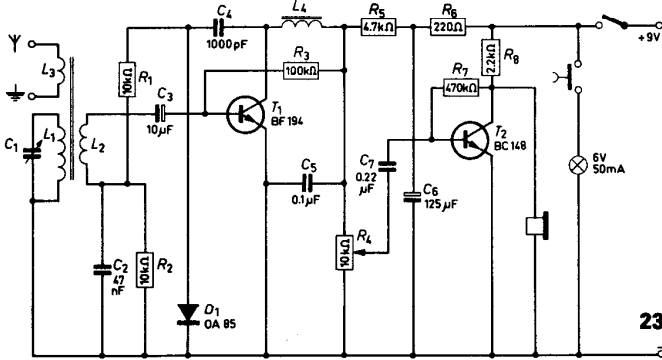 C4
1000pF
L4
R5
4.7kΩ
R6
220Ω
+9V
L3
R1
10kΩ
R3
100kΩ
R7
470kΩ
R8
2.2kΩ
C3
10µF
T1
BF 194
T2
BC 148
C1
L1
L2
C5
0.1µF
C7
0.22
µF
C6
125µF
6V
50mA
R4
10kΩ
C2
47
nF
R2
10kΩ
D1
OA 85
23
−